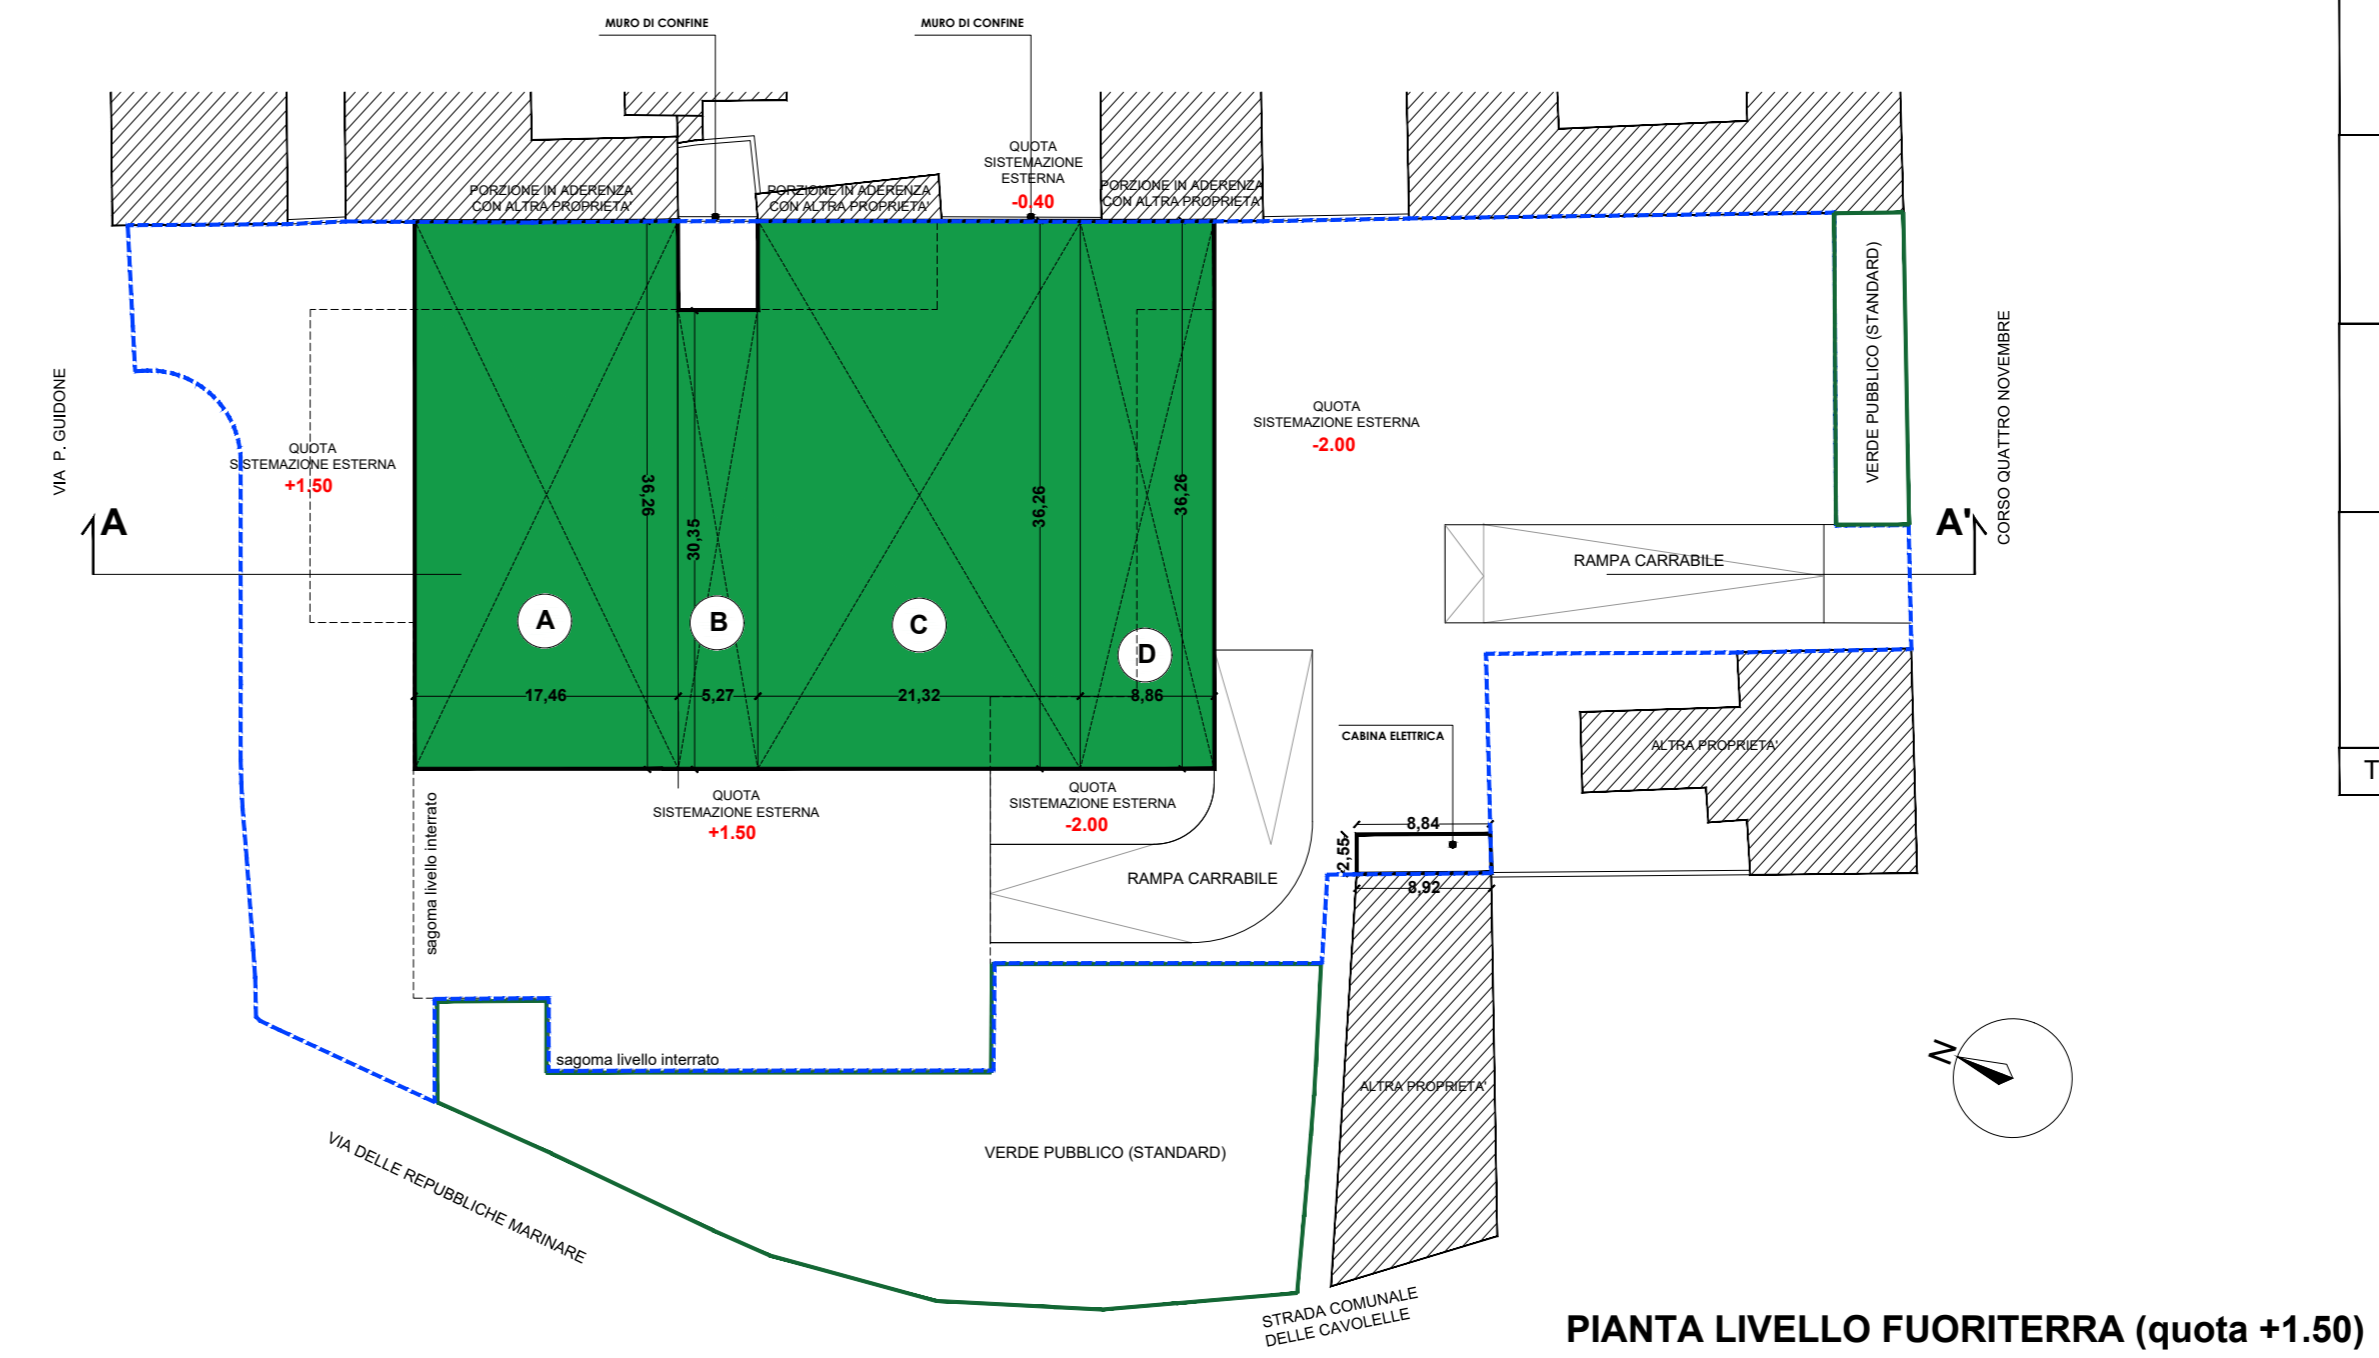 MURO DI CONFINE
MURO DI CONFINE
QUOTA
SISTEMAZIONE
ESTERNA
-0.40
PORZIONE IN ADERENZA
CON ALTRA PROPRIETA'
PORZIONE IN ADERENZA
CON ALTRA PROPRIETA'
PORZIONE IN ADERENZA
CON ALTRA PROPRIETA'
VIA P. GUIDONE
QUOTA
SISTEMAZIONE ESTERNA
+1.50
A
36,26
30,35
36,26
36,26
QUOTA
SISTEMAZIONE ESTERNA
-2.00
VERDE PUBBLICO (STANDARD)
CORSO QUATTRO NOVEMBRE
A'
RAMPA CARRABILE
A
B
C
D
17,46
5,27
21,32
8,86
QUOTA
SISTEMAZIONE ESTERNA
+1.50
QUOTA
SISTEMAZIONE ESTERNA
-2.00
CABINA ELETTRICA
ALTRA PROPRIETA'
T
8,84
2,55
8,92
RAMPA CARRABILE
sagoma livello interrato
sagoma livello interrato
ALTRA PROPRIETA'
N
VERDE PUBBLICO (STANDARD)
VIA DELLE REPUBBLICHE MARINARE
STRADA COMUNALE
DELLE CAVOLELLE
PIANTA LIVELLO FUORITERRA (quota +1.50)